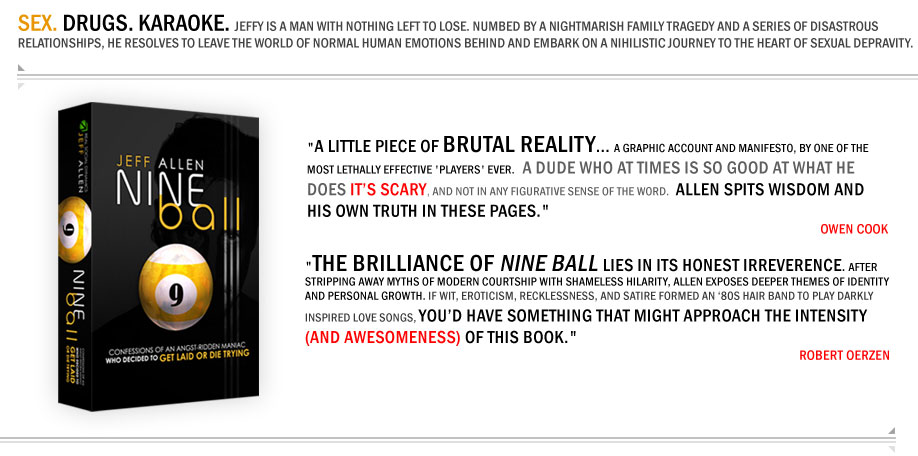 SEX. DRUGS. KARAOKE. JEFFY IS A MAN WITH NOTHING LEFT TO LOSE. NUMBED BY A NIGHTMARISH FAMILY TRAGEDY AND A SERIES OF DISASTROUS
RELATIONSHIPS, HE RESOLVES TO LEAVE THE WORLD OF NORMAL HUMAN EMOTIONS BEHIND AND EMBARK ON A NIHILISTIC JOURNEY TO THE HEART OF SEXUAL DEPRAVITY.
JEFF ALLEN
NINE
ball
9
CONFESSIONS OF AN ANGST-RIDDEN MANIAC
WHO DECIDED TO GET LAID OR DIE TRYING
JEFF ALLEN
9
NINE
ball
GET LAID
OR DIE TRYING
"A LITTLE PIECE OF BRUTAL REALITY... A GRAPHIC ACCOUNT AND MANIFESTO, BY ONE OF THE
MOST LETHALLY EFFECTIVE 'PLAYERS' EVER. A DUDE WHO AT TIMES IS SO GOOD AT WHAT HE
DOES IT'S SCARY, AND NOT IN ANY FIGURATIVE SENSE OF THE WORD. ALLEN SPITS WISDOM AND
HIS OWN TRUTH IN THESE PAGES."
OWEN COOK
"THE BRILLIANCE OF NINE BALL LIES IN ITS HONEST IRREVERENCE. AFTER
STRIPPING AWAY MYTHS OF MODERN COURTSHIP WITH SHAMELESS HILARITY, ALLEN EXPOSES DEEPER THEMES OF IDENTITY
AND PERSONAL GROWTH. IF WIT, EROTICISM, RECKLESSNESS, AND SATIRE FORMED AN '80S HAIR BAND TO PLAY DARKLY
INSPIRED LOVE SONGS, YOU'D HAVE SOMETHING THAT MIGHT APPROACH THE INTENSITY
(AND AWESOMENESS) OF THIS BOOK."
ROBERT OERZEN